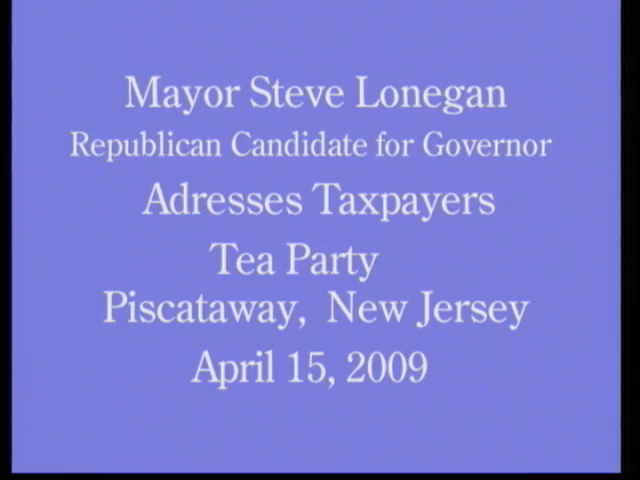 Mayor Steve Lonegan
Republican Candidate for Governor
Adresses Taxpayers
Tea Party
Piscataway, New Jersey
April 15, 2009